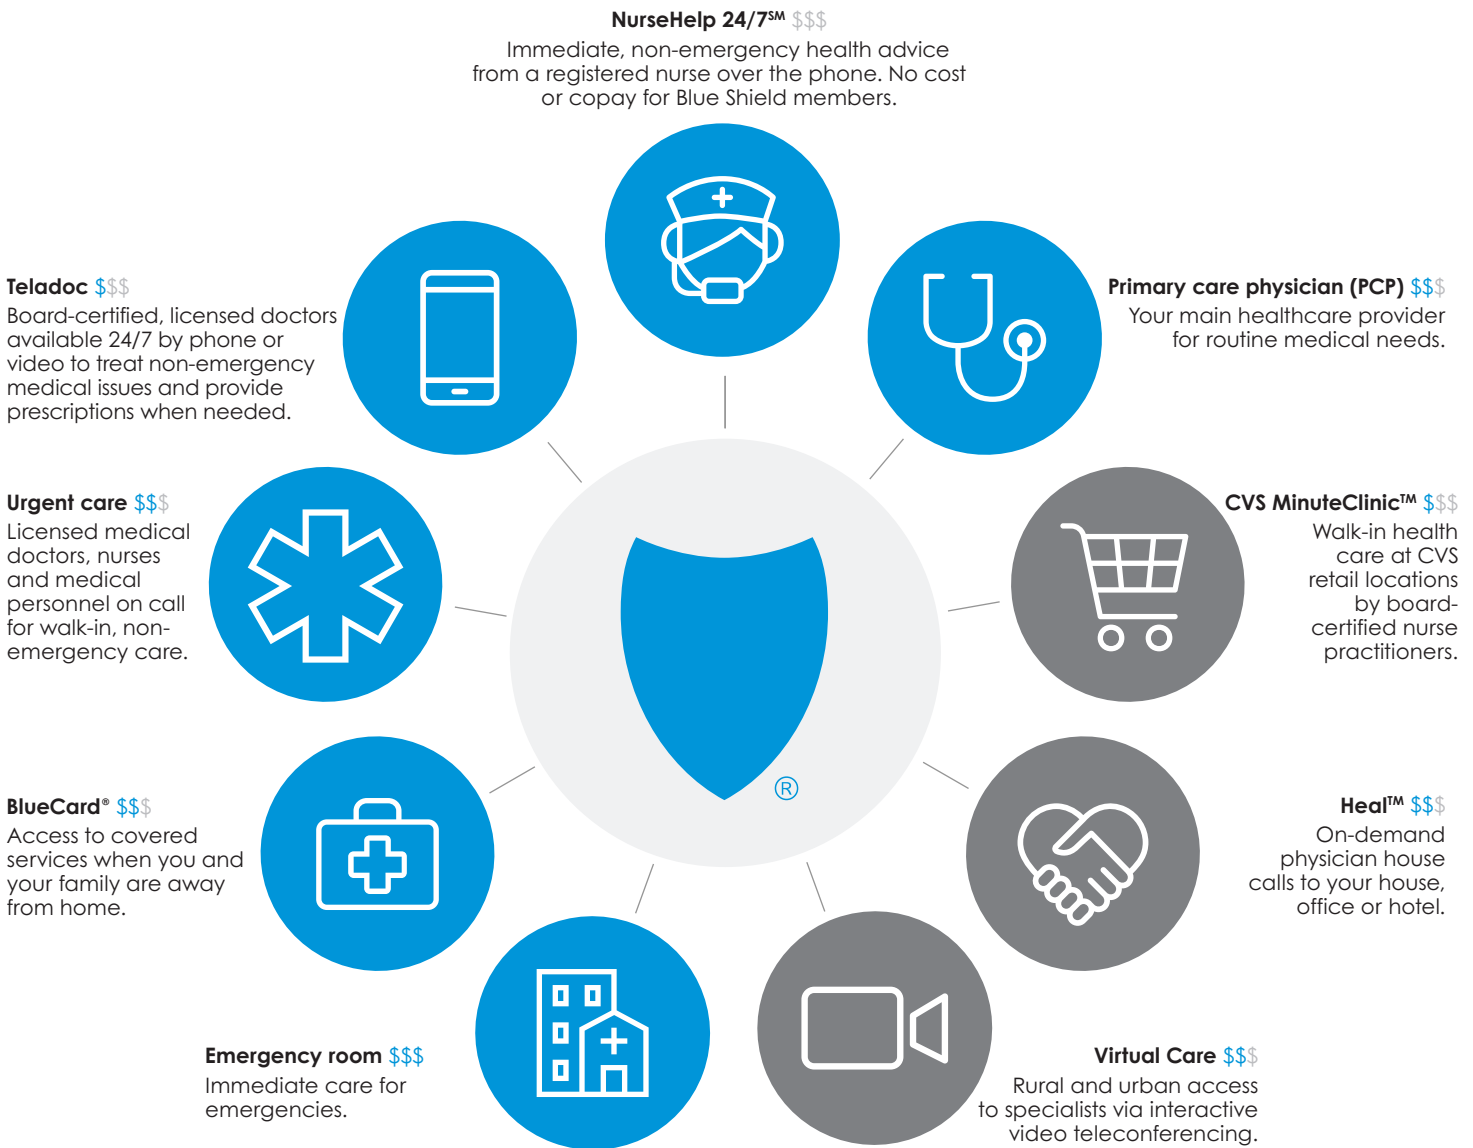 NurseHelp 24/7℠ $$$
Immediate, non-emergency health advice
from a registered nurse over the phone. No cost
or copay for Blue Shield members.
Teladoc $$$
Board-certified, licensed doctors
available 24/7 by phone or
video to treat non-emergency
medical issues and provide
prescriptions when needed.
Primary care physician (PCP) $$$
Your main healthcare provider
for routine medical needs.
Urgent care $$$
Licensed medical
doctors, nurses
and medical
personnel on call
for walk-in, non-
emergency care.
CVS MinuteClinic™ $$$
Walk-in health
care at CVS
retail locations
by board-
certified nurse
practitioners.
®
BlueCard® $$$
Access to covered
services when you and
your family are away
from home.
Heal™ $$$
On-demand
physician house
calls to your house,
office or hotel.
Emergency room $$$
Immediate care for
emergencies.
Virtual Care $$$
Rural and urban access
to specialists via interactive
video teleconferencing.